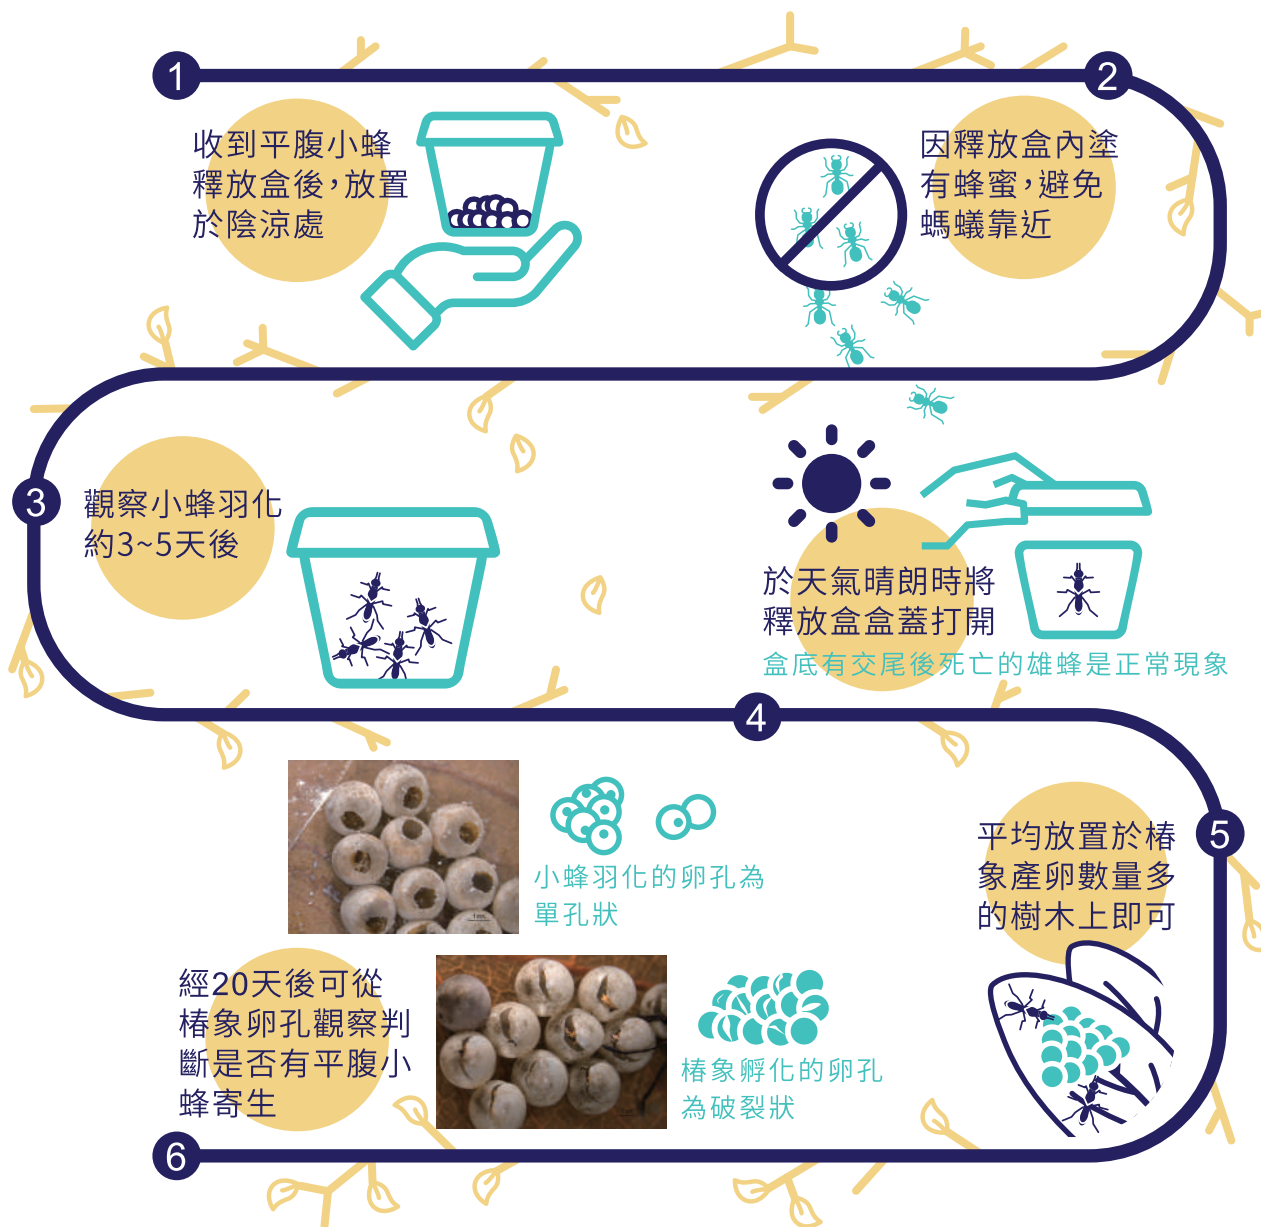 1
收到平腹小蜂
釋放盒後，放置
於陰涼處
2
因釋放盒內塗
有蜂蜜，避免
螞蟻靠近
3
觀察小蜂羽化
約3~5天後
4
於天氣晴朗時將
釋放盒盒蓋打開
盒底有交尾後死亡的雄蜂是正常現象
5
平均放置於椿
象產卵數量多
的樹木上即可
小蜂羽化的卵孔為
單孔狀
6
經20天後可從
椿象卵孔觀察判
斷是否有平腹小
蜂寄生
椿象孵化的卵孔
為破裂狀